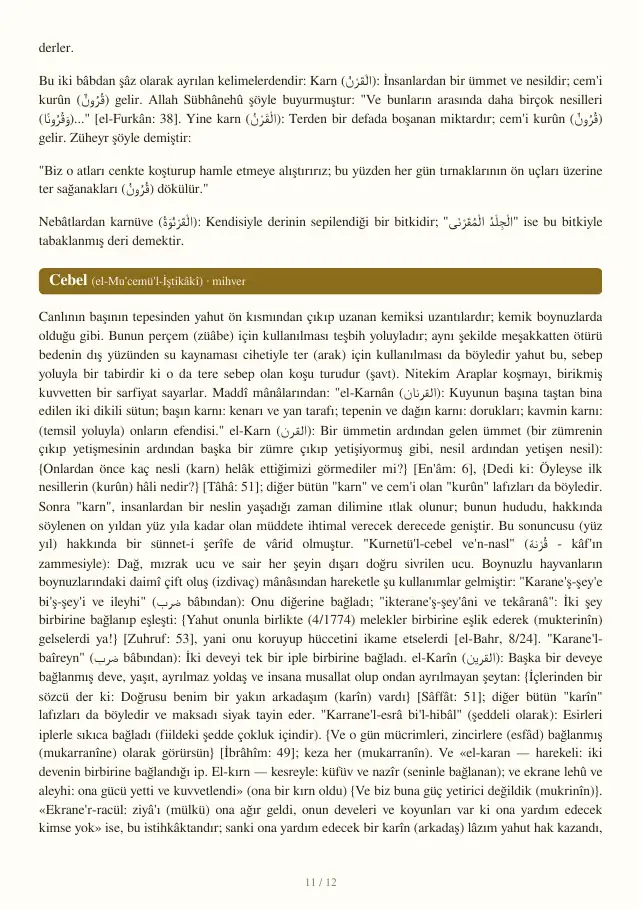 derler.
Bu iki bâbdan şâz olarak ayrılan kelimelerdendir: Karn (الْقَرْنُ): İnsanlardan bir ümmet ve nesildir; cem'i
kurûn (قُرُونٌ) gelir. Allah Sübhânehû şöyle buyurmuştur: "Ve bunların arasında daha birçok nesilleri
(وَقُرُونًا)..." [el-Furkân: 38]. Yine karn (الْقَرْنُ): Terden bir defada boşanan miktardır; cem'i kurûn (قُرُونٌ)
gelir. Züheyr şöyle demiştir:
"Biz o atları cenkte koşturup hamle etmeye alıştırırız; bu yüzden her gün tırnaklarının ön uçları üzerine
ter sağanakları (قُرُونٌ) dökülür."
Nebâtlardan karnüve (الْقَرْنُوَةُ): Kendisiyle derinin sepilendiği bir bitkidir; "الْجِلْدُ الْمُقَرْنَى" ise bu bitkiyle
tabaklanmış deri demektir.
Cebel (el-Mu'cemü'l-İştikâkî) · mihver
Canlının başının tepesinden yahut ön kısmından çıkıp uzanan kemiksi uzantılardır; kemik boynuzlarda
olduğu gibi. Bunun perçem (züâbe) için kullanılması teşbih yoluyladır; aynı şekilde meşakkatten ötürü
bedenin dış yüzünden su kaynaması cihetiyle ter (arak) için kullanılması da böyledir yahut bu, sebep
yoluyla bir tabirdir ki o da tere sebep olan koşu turudur (şavt). Nitekim Araplar koşmayı, birikmiş
kuvvetten bir sarfiyat sayarlar. Maddî mânâlarından: "el-Karnân (القرنان): Kuyunun başına taştan bina
edilen iki dikili sütun; başın karnı: kenarı ve yan tarafı; tepenin ve dağın karnı: dorukları; kavmin karnı:
(temsil yoluyla) onların efendisi." el-Karn (القرن): Bir ümmetin ardından gelen ümmet (bir zümrenin
çıkıp yetişmesinin ardından başka bir zümre çıkıp yetişiyormuş gibi, nesil ardından yetişen nesil):
{Onlardan önce kaç nesli (karn) helâk ettiğimizi görmediler mi?} [En'âm: 6], {Dedi ki: Öyleyse ilk
nesillerin (kurûn) hâli nedir?} [Tâhâ: 51]; diğer bütün "karn" ve cem'i olan "kurûn" lafızları da böyledir.
Sonra "karn", insanlardan bir neslin yaşadığı zaman dilimine ıtlak olunur; bunun hududu, hakkında
söylenen on yıldan yüz yıla kadar olan müddete ihtimal verecek derecede geniştir. Bu sonuncusu (yüz
yıl) hakkında bir sünnet-i şerîfe de vârid olmuştur. "Kurnetü'l-cebel ve'n-nasl" (قُرْنة - kâf'ın
zammesiyle): Dağ, mızrak ucu ve sair her şeyin dışarı doğru sivrilen ucu. Boynuzlu hayvanların
boynuzlarındaki daimî çift oluş (izdivaç) mânâsından hareketle şu kullanımlar gelmiştir: "Karane'ş-şey'e
bi'ş-şey'i ve ileyhi" (ضرب bâbından): Onu diğerine bağladı; "ikterane'ş-şey'âni ve tekâranâ": İki şey
birbirine bağlanıp eşleşti: {Yahut onunla birlikte (4/1774) melekler birbirine eşlik ederek (mukterinîn)
gelselerdi ya!} [Zuhruf: 53], yani onu koruyup hüccetini ikame etselerdi [el-Bahr, 8/24]. "Karane'l-
baîreyn" (ضرب bâbından): İki deveyi tek bir iple birbirine bağladı. el-Karîn (القرين): Başka bir deveye
bağlanmış deve, yaşıt, ayrılmaz yoldaş ve insana musallat olup ondan ayrılmayan şeytan: {İçlerinden bir
sözcü der ki: Doğrusu benim bir yakın arkadaşım (karîn) vardı} [Sâffât: 51]; diğer bütün "karîn"
lafızları da böyledir ve maksadı siyak tayin eder. "Karrane'l-esrâ bi'l-hibâl" (şeddeli olarak): Esirleri
iplerle sıkıca bağladı (fiildeki şedde çokluk içindir). {Ve o gün mücrimleri, zincirlere (esfâd) bağlanmış
(mukarranîne) olarak görürsün} [İbrâhîm: 49]; keza her (mukarranîn). Ve «el-karan — harekeli: iki
devenin birbirine bağlandığı ip. El-kırn — kesreyle: küfüv ve nazîr (seninle bağlanan); ve ekrane lehû ve
aleyhi: ona gücü yetti ve kuvvetlendi» (ona bir kırn oldu) {Ve biz buna güç yetirici değildik (mukrinîn)}.
«Ekrane'r-racül: ziyâ'ı (mülkü) ona ağır geldi, onun develeri ve koyunları var ki ona yardım edecek
kimse yok» ise, bu istihkâktandır; sanki ona yardım edecek bir karîn (arkadaş) lâzım yahut hak kazandı,
11 / 12